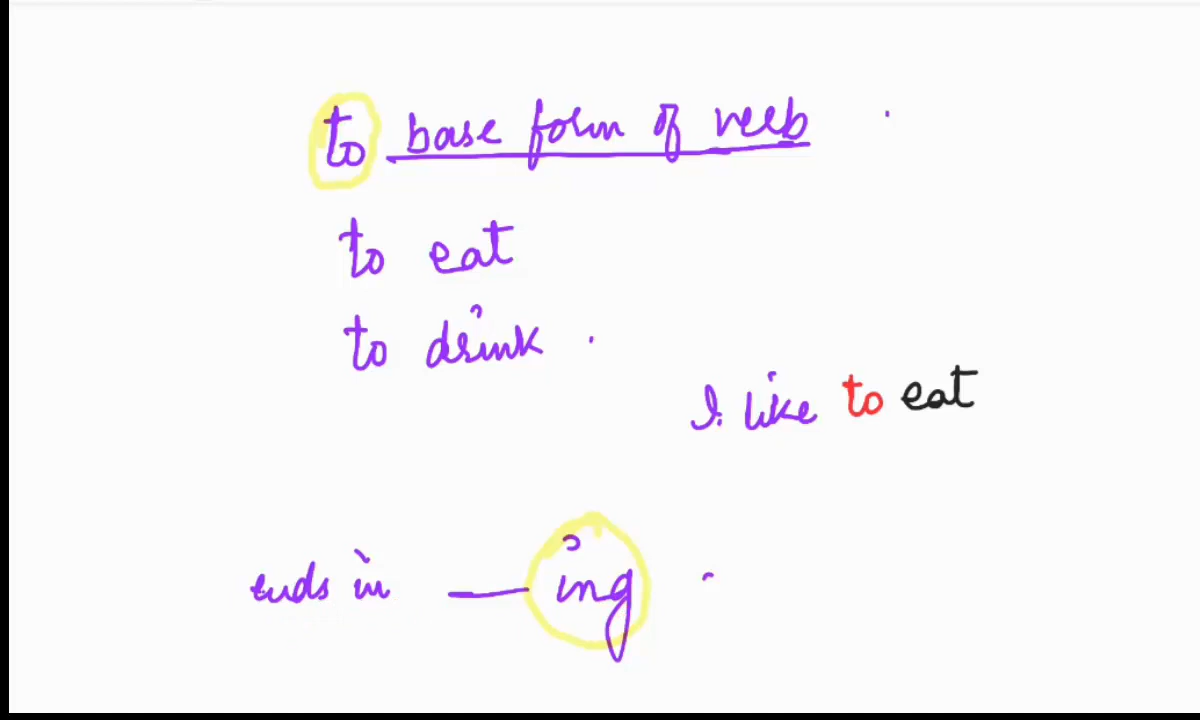 to base form of verb
to eat
to drink
I like to eat
ends in — ing